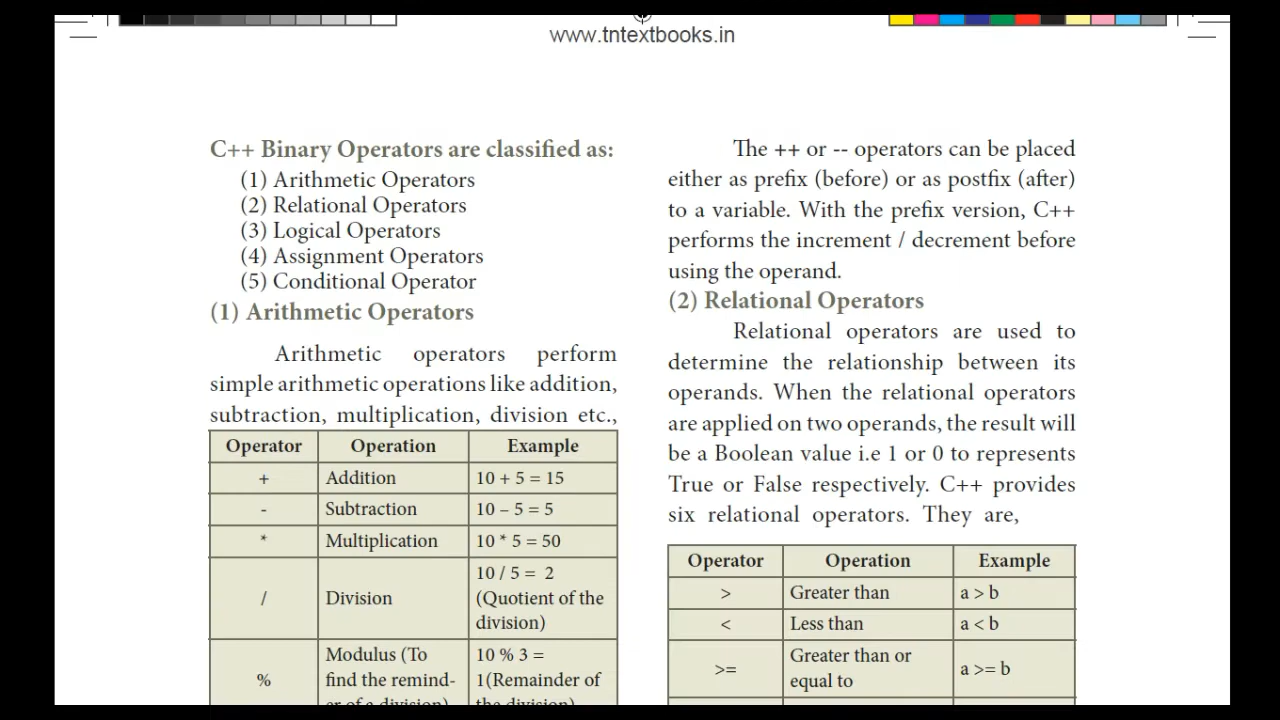 www.tntextbooks.in
C++ Binary Operators are classified as:
(1) Arithmetic Operators
(2) Relational Operators
(3) Logical Operators
(4) Assignment Operators
(5) Conditional Operator
(1) Arithmetic Operators
Arithmetic operators perform
simple arithmetic operations like addition,
subtraction, multiplication, division etc.,
Operator Operation Example
+ Addition 10 + 5 = 15
- Subtraction 10 – 5 = 5
* Multiplication 10 * 5 = 50
/ Division 10 / 5 = 2
(Quotient of the
division)
% Modulus (To
find the remind-
er of a division) 10 % 3 =
1(Remainder of
the division)
The ++ or -- operators can be placed
either as prefix (before) or as postfix (after)
to a variable. With the prefix version, C++
performs the increment / decrement before
using the operand.
(2) Relational Operators
Relational operators are used to
determine the relationship between its
operands. When the relational operators
are applied on two operands, the result will
be a Boolean value i.e 1 or 0 to represents
True or False respectively. C++ provides
six relational operators. They are,
Operator Operation Example
> Greater than a > b
< Less than a < b
>= Greater than or
equal to a >= b